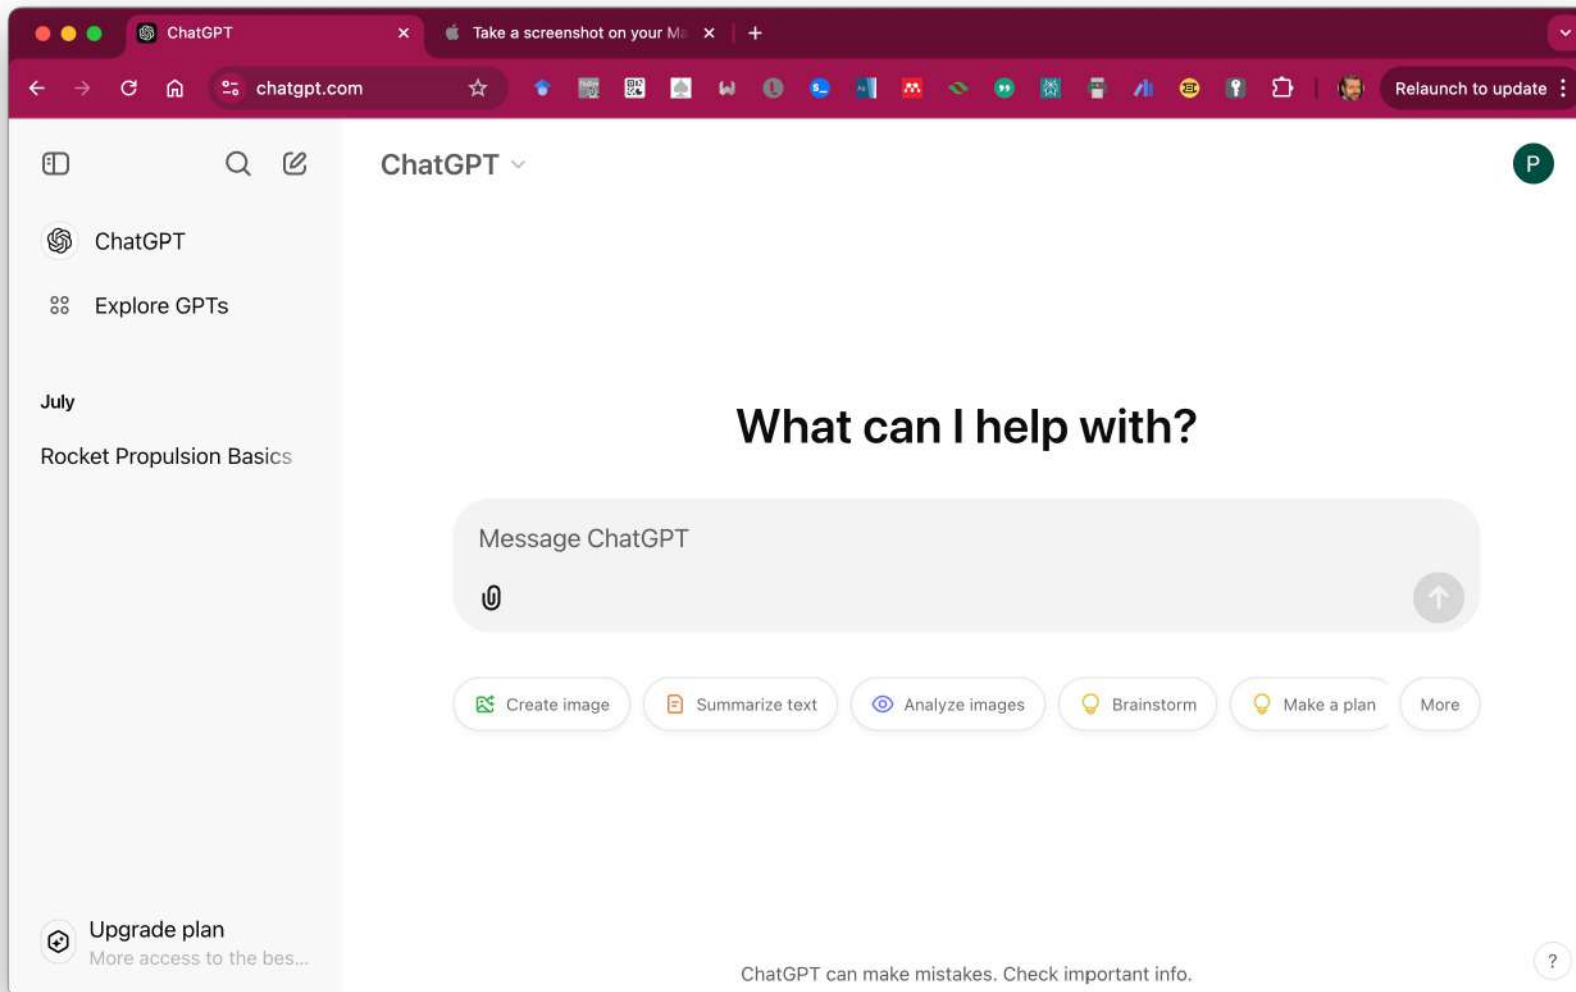 ChatGPT
Take a screenshot on your Ma
chatgpt.com
Relaunch to update
ChatGPT
P
ChatGPT
Explore GPTs
July
Rocket Propulsion Basics
What can I help with?
Message ChatGPT
Create image
Summarize text
Analyze images
Brainstorm
Make a plan
More
Upgrade plan
More access to the bes...
ChatGPT can make mistakes. Check important info.
?